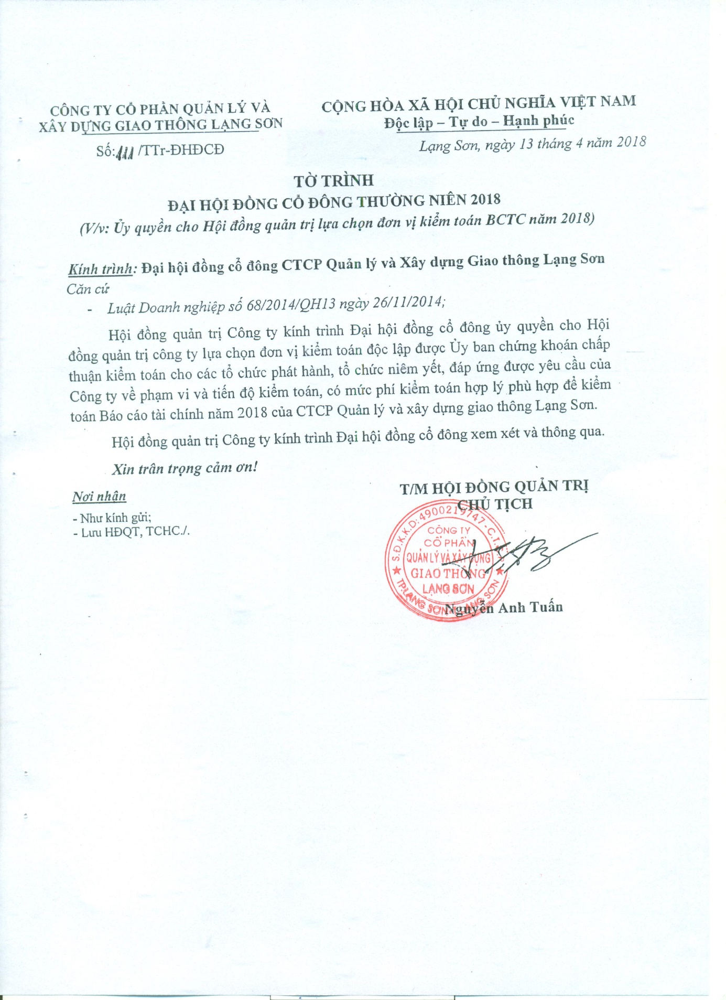 CÔNG TY CỔ PHẦN QUẢN LÝ VÀ
XÂY DỰNG GIAO THÔNG LẠNG SƠN
Số:111 /TTr-ĐHĐCĐ
CỘNG HÒA XÃ HỘI CHỦ NGHĨA VIỆT NAM
Độc lập – Tự do – Hạnh phúc
Lạng Sơn, ngày 13 tháng 4 năm 2018
TỜ TRÌNH
ĐẠI HỘI ĐỒNG CỔ ĐÔNG THƯỜNG NIÊN 2018
(V/v: Ủy quyền cho Hội đồng quản trị lựa chọn đơn vị kiểm toán BCTC năm 2018)
Kính trình: Đại hội đồng cổ đông CTCP Quản lý và Xây dựng Giao thông Lạng Sơn
Căn cứ
- Luật Doanh nghiệp số 68/2014/QH13 ngày 26/11/2014;
Hội đồng quản trị Công ty kính trình Đại hội đồng cổ đông ủy quyền cho Hội
đồng quản trị công ty lựa chọn đơn vị kiểm toán độc lập được Ủy ban chứng khoán chấp
thuận kiểm toán cho các tổ chức phát hành, tổ chức niêm yết, đáp ứng được yêu cầu của
Công ty về phạm vi và tiến độ kiểm toán, có mức phí kiểm toán hợp lý phù hợp để kiểm
toán Báo cáo tài chính năm 2018 của CTCP Quản lý và xây dựng giao thông Lạng Sơn.
Hội đồng quản trị Công ty kính trình Đại hội đồng cổ đông xem xét và thông qua.
Xin trân trọng cảm ơn!
Nơi nhận
- Như kính gửi;
- Lưu HĐQT, TCHC./.
T/M HỘI ĐỒNG QUẢN TRỊ
CHỦ TỊCH
S.Đ.K.K.D:4900219747-C.T.
CÔNG TY
CỔ PHẦN
QUẢN LÝ VÀ XÂY DỰNG
GIAO THÔNG
LẠNG SƠN
TP.LẠNG SƠN-T.LẠNG SƠN
Nguyễn Anh Tuấn